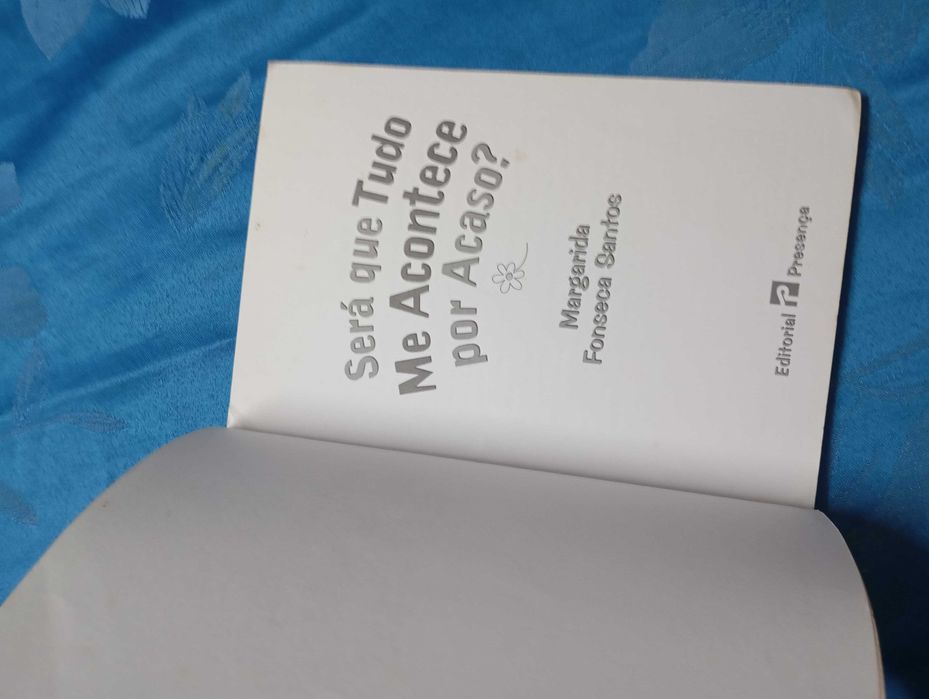 Será que Tudo
Me Acontece
por Acaso?
Margarida
Fonseca Santos
Editorial Presença